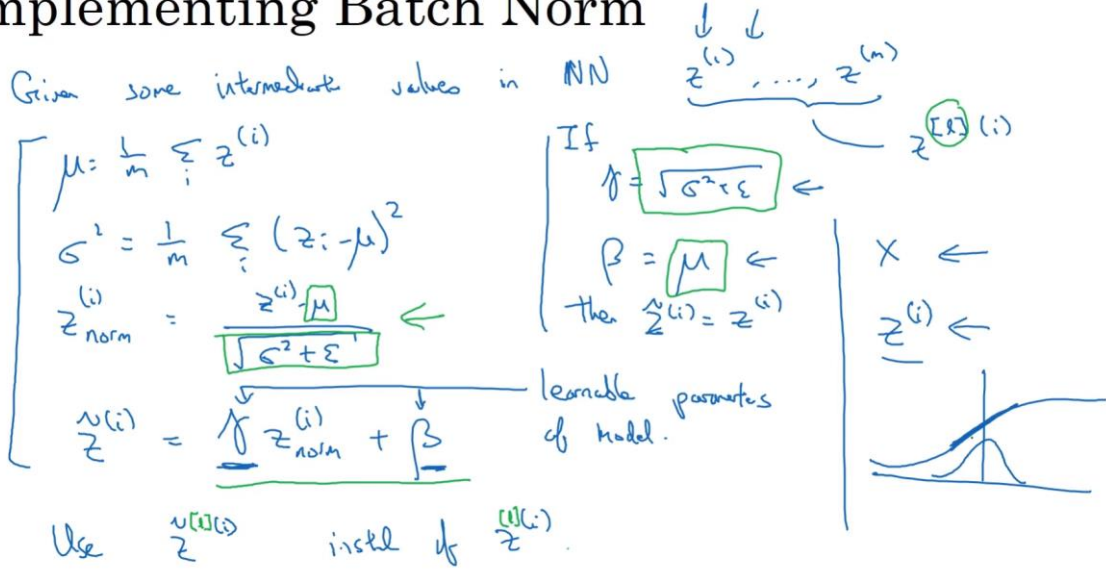 mplementing Batch Norm
Given some intermediate values in NN z^(1), ..., z^(m)
z^[l](i)
μ = 1/m Σ_i z^(i)
σ² = 1/m Σ_i (z_i - μ)²
z^(i)_norm = (z^(i) - μ) / √(σ² + ε)
z̃^(i) = γ z^(i)_norm + β
If
γ = √(σ² + ε) ←
β = μ ←
then z̃^(i) = z^(i)
learnable parameters
of model.
X ←
z^(i) ←
Use z̃^[l](i) instead of z^[l](i).